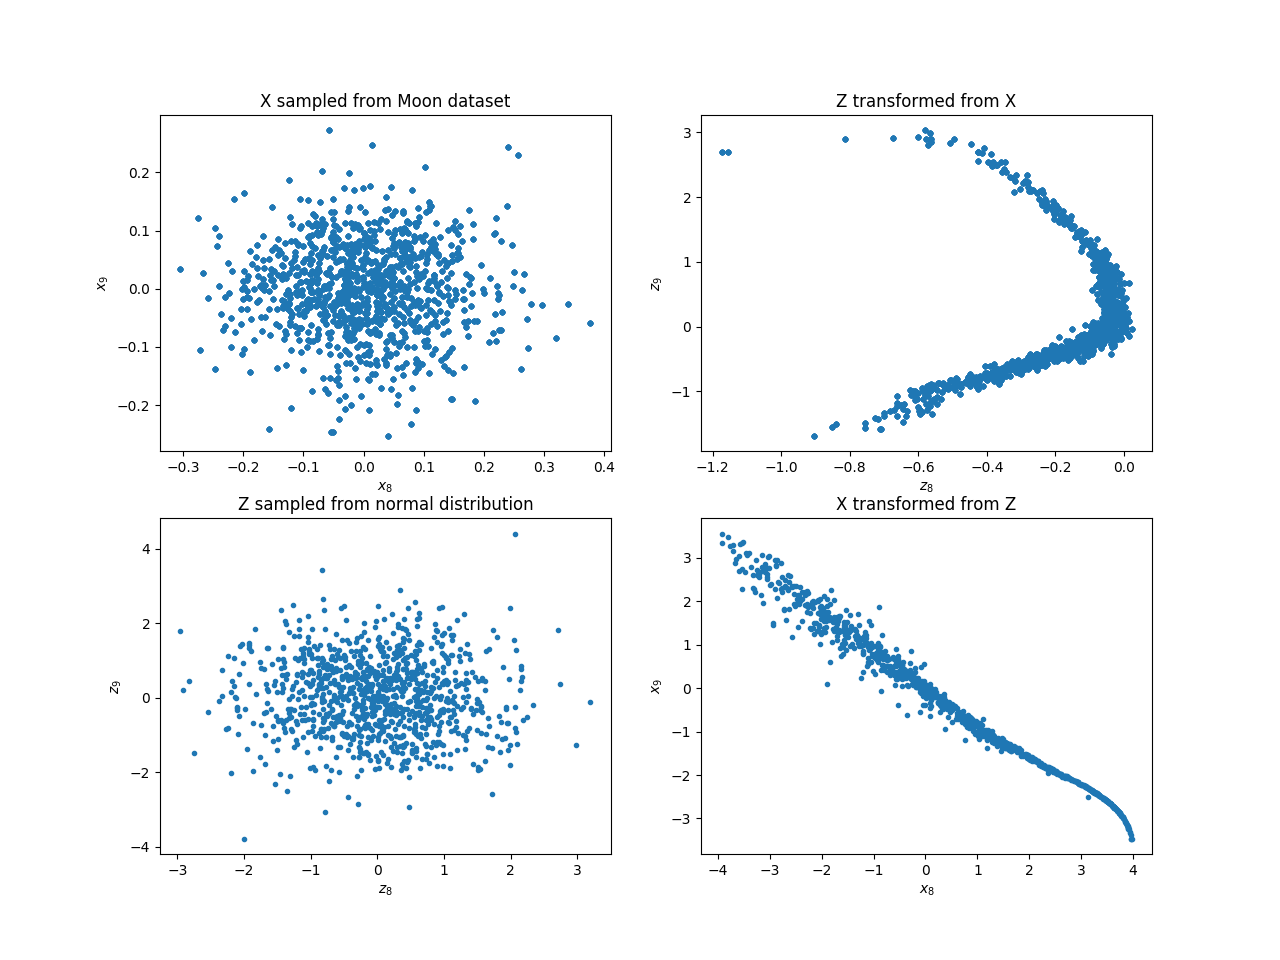 X sampled from Moon dataset
0.2
0.1
0.0
−0.1
−0.2
x₉
−0.3 −0.2 −0.1 0.0 0.1 0.2 0.3 0.4
x₈
Z transformed from X
3
2
1
0
−1
z₉
−1.2 −1.0 −0.8 −0.6 −0.4 −0.2 0.0
z₈
Z sampled from normal distribution
4
2
0
−2
−4
z₉
−3 −2 −1 0 1 2 3
z₈
X transformed from Z
3
2
1
0
−1
−2
−3
x₉
−4 −3 −2 −1 0 1 2 3 4
x₈